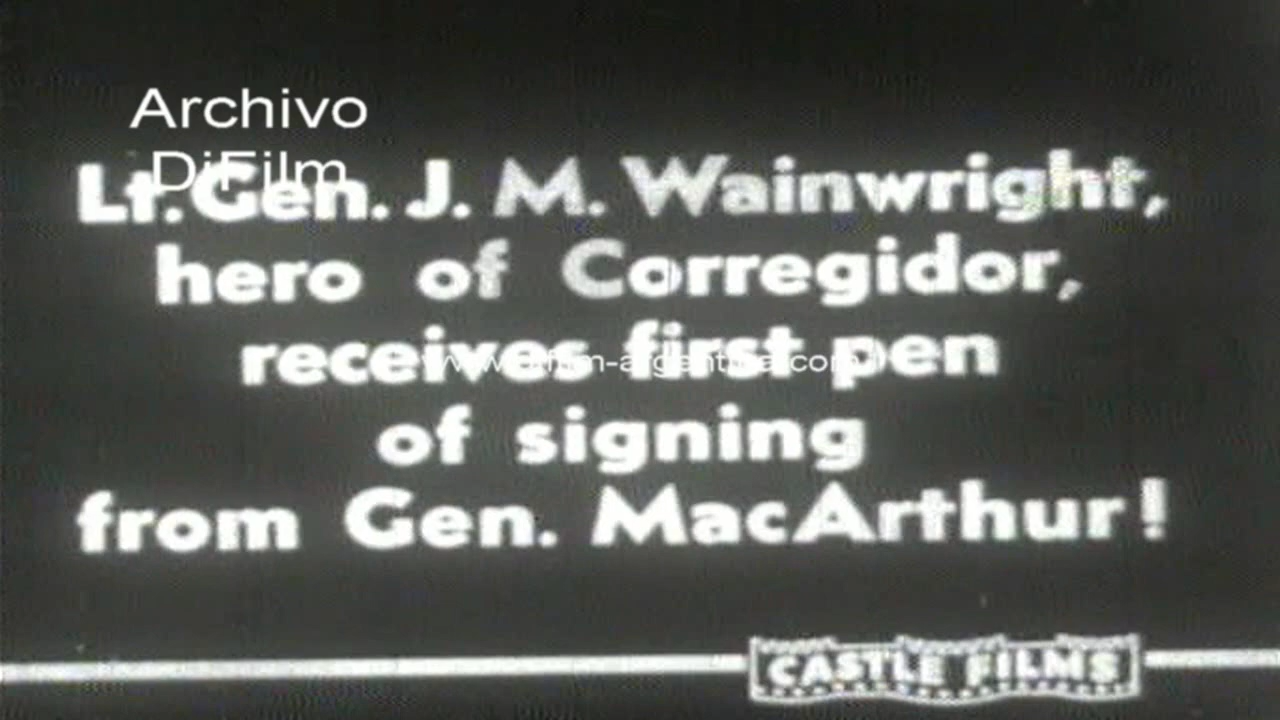 Archivo
DiFilm
Lt. Gen. J. M. Wainwright,
hero of Corregidor,
receives first pen
of signing
from Gen. MacArthur!
CASTLE FILMS